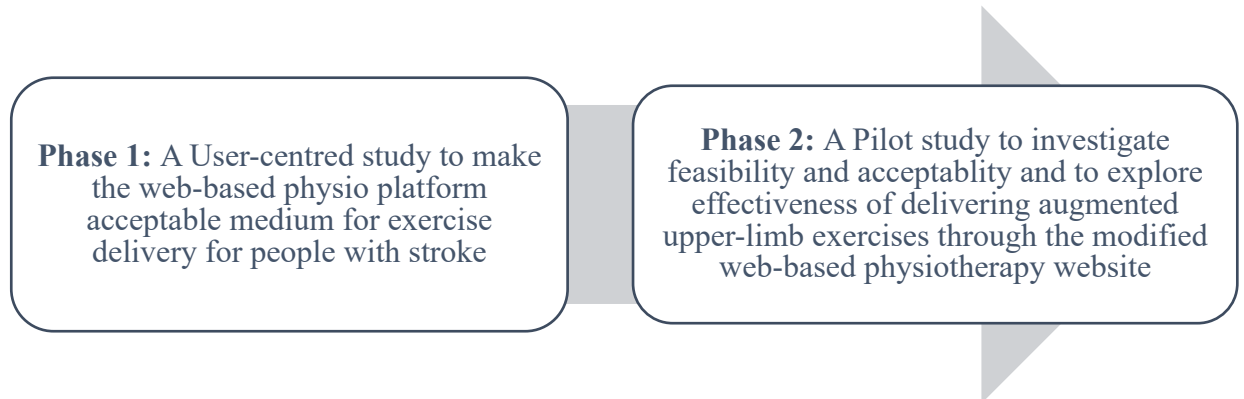 Phase 1: A User-centred study to make
the web-based physio platform
acceptable medium for exercise
delivery for people with stroke
Phase 2: A Pilot study to investigate
feasibility and acceptablity and to explore
effectiveness of delivering augmented
upper-limb exercises through the modified
web-based physiotherapy website